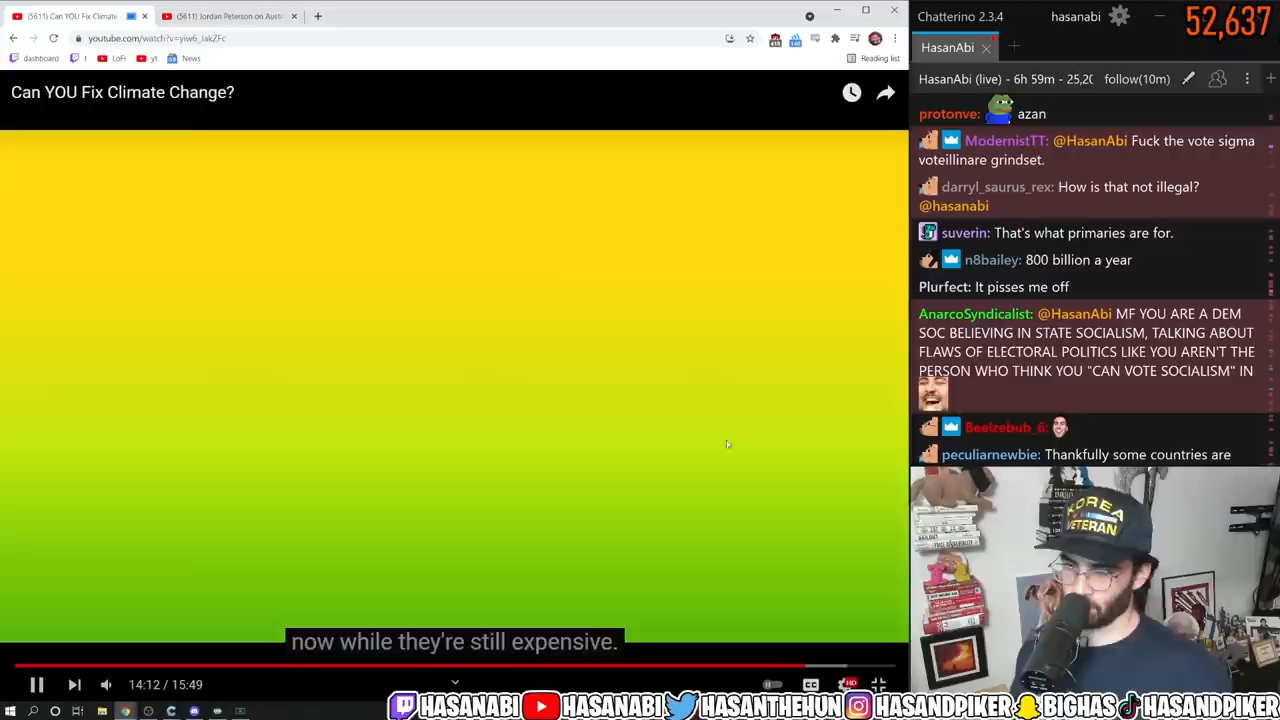 (5611) Can YOU Fix Climate
(5611) Jordan Peterson on Aust
youtube.com/watch?v=yiw6_JakZFc
dashboard
t
LoFi
yt
News
Reading list
Can YOU Fix Climate Change?
now while they're still expensive.
14:12 / 15:49
CC
HD
Chatterino 2.3.4
hasanabi
52,637
HasanAbi
HasanAbi (live) - 6h 59m - 25,2(
follow(10m)
protonve: azan
ModernistTT: @HasanAbi Fuck the vote sigma
voteillinare grindset.
darryl_saurus_rex: How is that not illegal?
@hasanabi
suverin: That's what primaries are for.
n8bailey: 800 billion a year
Plurfect: It pisses me off
AnarcoSyndicalist: @HasanAbi MF YOU ARE A DEM
SOC BELIEVING IN STATE SOCIALISM, TALKING ABOUT
FLAWS OF ELECTORAL POLITICS LIKE YOU AREN'T THE
PERSON WHO THINK YOU "CAN VOTE SOCIALISM" IN
Beelzebub_6:
peculiarnewbie: Thankfully some countries are
KOREA
VETERAN
HASANABI HASANABI HASANTHEHUN HASANDPIKER BIGHAS HASANDPIKER